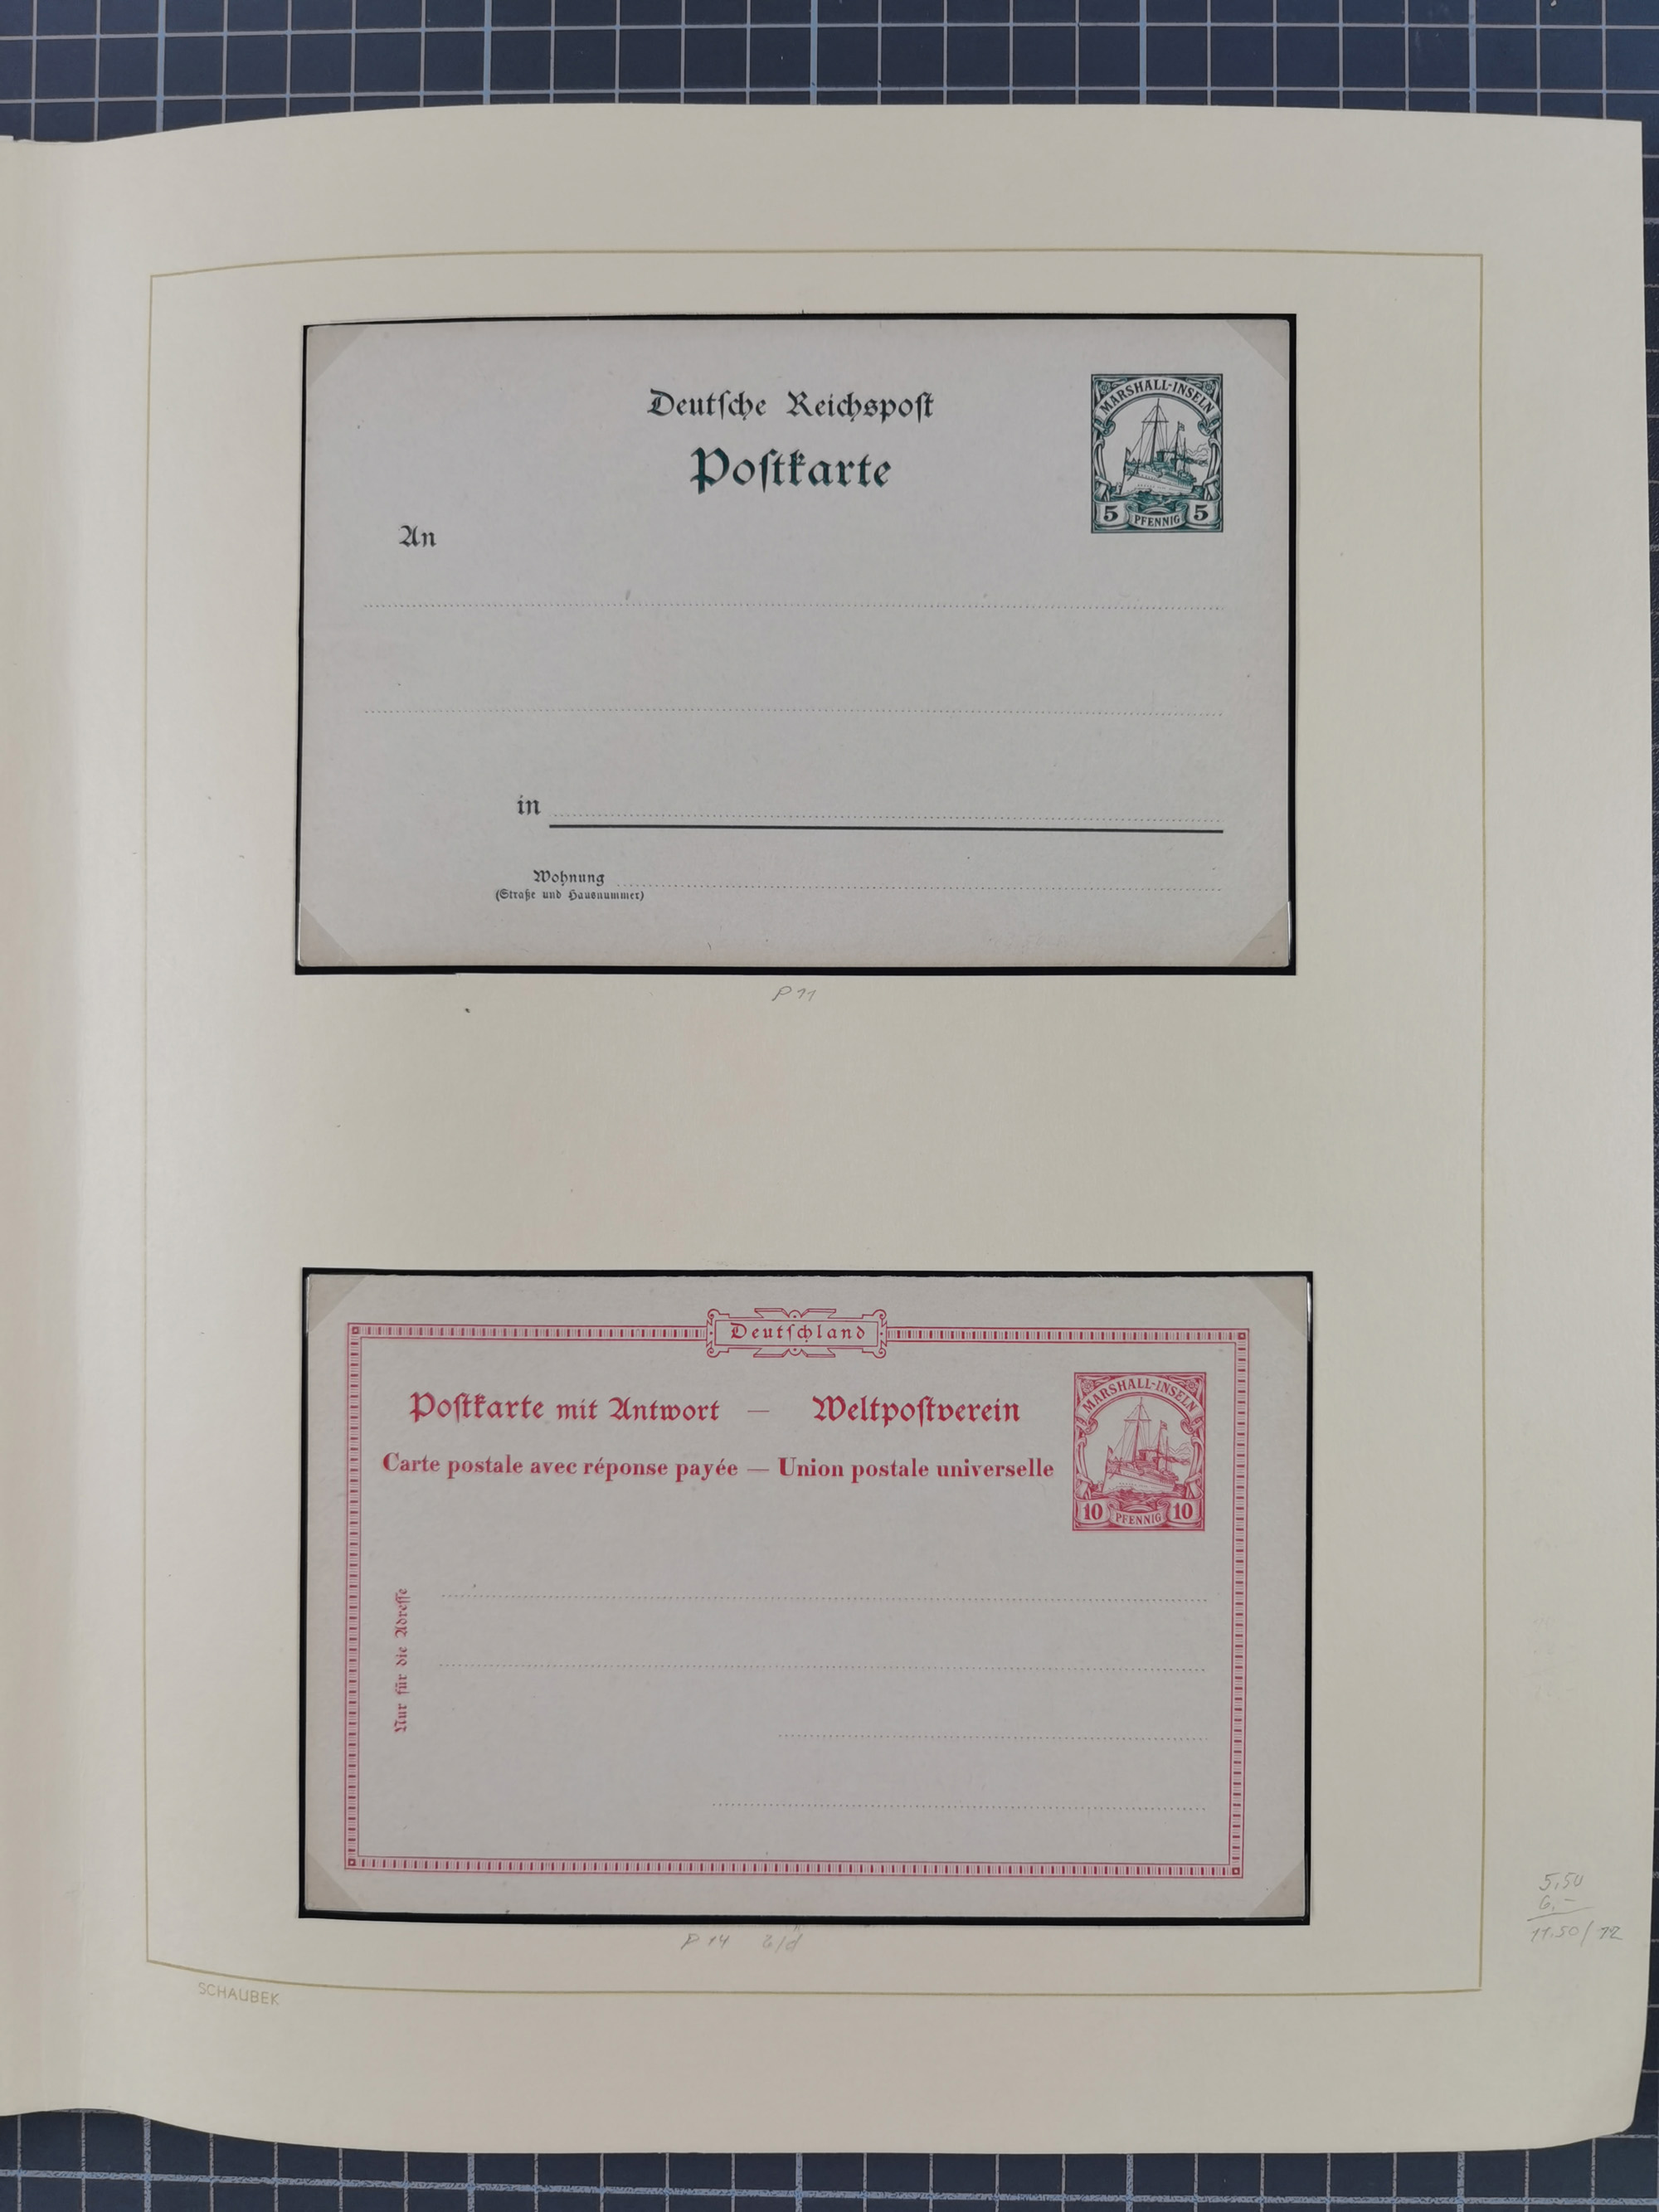 Deutsche Reichspost
Postkarte
MARSHALL-INSELN
5 PFENNIG 5
An
in
Wohnung
(Straße und Hausnummer)
P 11
Deutschland
Postkarte mit Antwort — Weltpostverein
Carte postale avec réponse payée — Union postale universelle
MARSHALL-INSELN
10 PFENNIG 10
Nur für die Adresse
P 14
5,50
6,-
11.50/12
SCHAUBEK